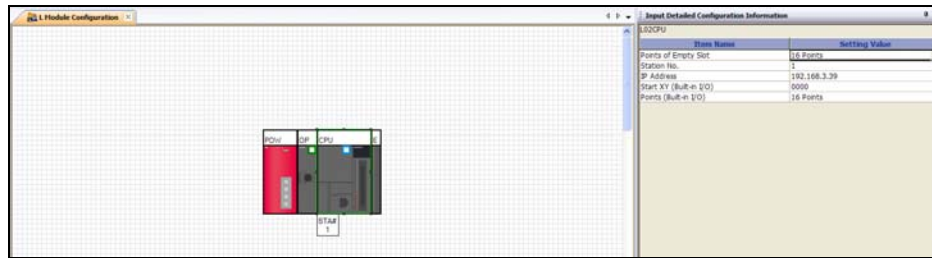 L Module Configuration
Input Detailed Configuration Information
L02CPU
Item Name Setting Value
Points of Empty Slot 16 Points
Station No. 1
IP Address 192.168.3.39
Start XY (Built-in I/O) 0000
Points (Built-in I/O) 16 Points
POW DP CPU E
STA#
1